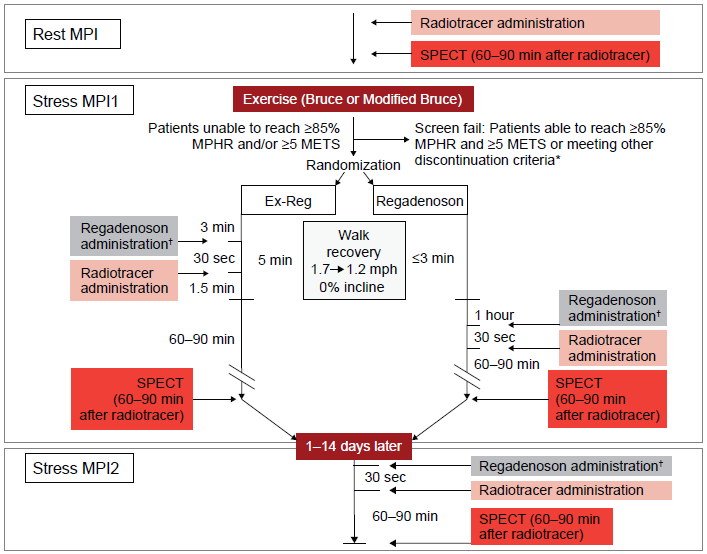 Rest MPI
Radiotracer administration
SPECT (60–90 min after radiotracer)
Stress MPI1
Exercise (Bruce or Modified Bruce)
Patients unable to reach ≥85%
MPHR and/or ≥5 METS
Screen fail: Patients able to reach ≥85%
MPHR and ≥5 METS or meeting other
discontinuation criteria*
Randomization
Ex-Reg
Regadenoson
Regadenoson
administration†
3 min
30 sec
Radiotracer
administration
1.5 min
5 min
Walk
recovery
1.7→1.2 mph
0% incline
≤3 min
60–90 min
1 hour
Regadenoson
administration†
30 sec
Radiotracer
administration
60–90 min
SPECT
(60–90 min
after radiotracer)
SPECT
(60–90 min
after radiotracer)
1–14 days later
Stress MPI2
Regadenoson administration†
30 sec
Radiotracer administration
60–90 min
SPECT (60–90 min
after radiotracer)